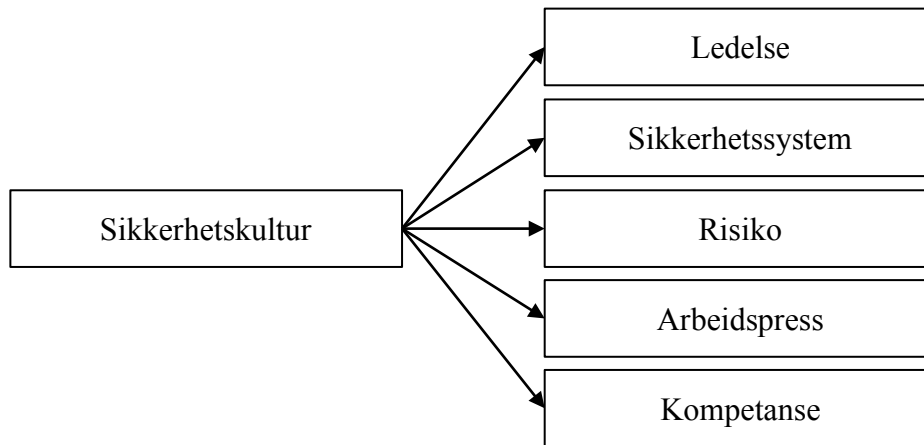 Ledelse
Sikkerhetssystem
Sikkerhetskultur
Risiko
Arbeidspress
Kompetanse